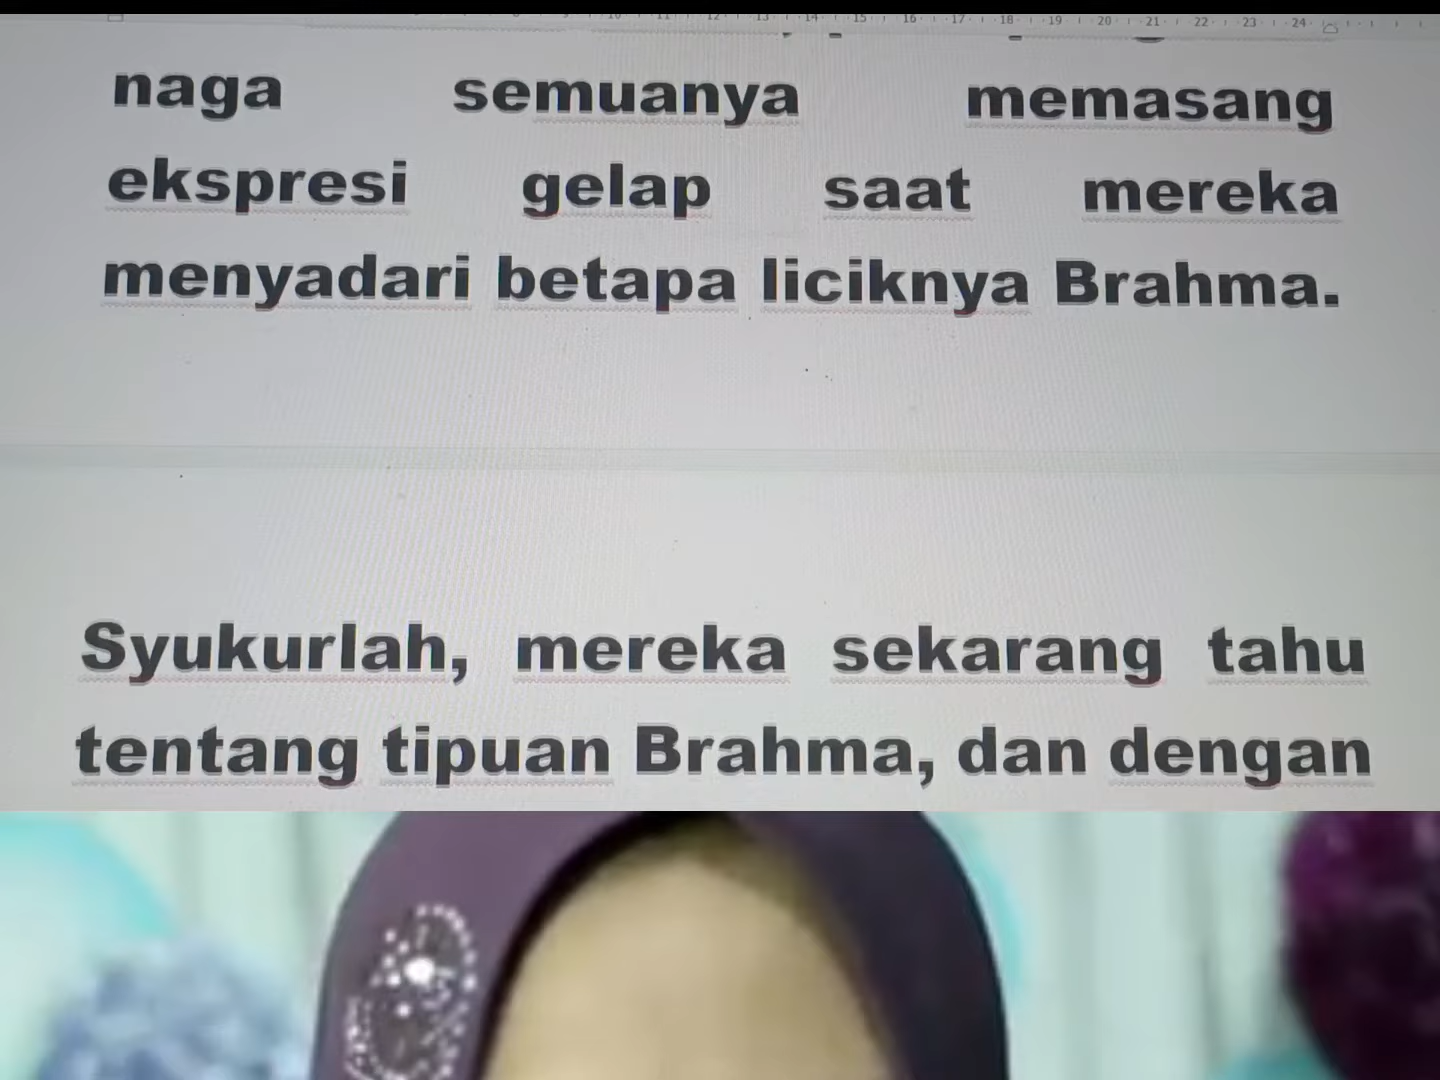 naga semuanya memasang
ekspresi gelap saat mereka
menyadari betapa liciknya Brahma.
Syukurlah, mereka sekarang tahu
tentang tipuan Brahma, dan dengan